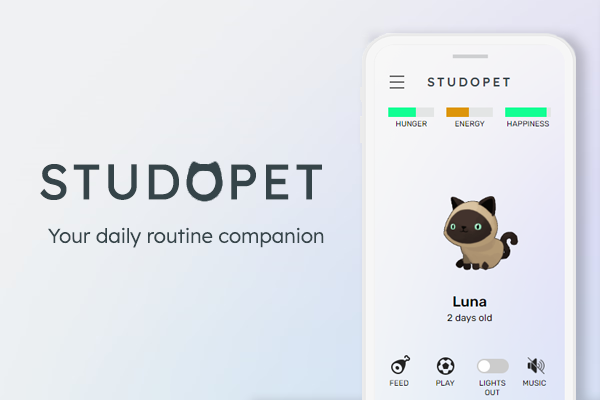 STUDOPET
Your daily routine companion
STUDOPET
HUNGER ENERGY HAPPINESS
Luna
2 days old
FEED PLAY LIGHTS OUT MUSIC